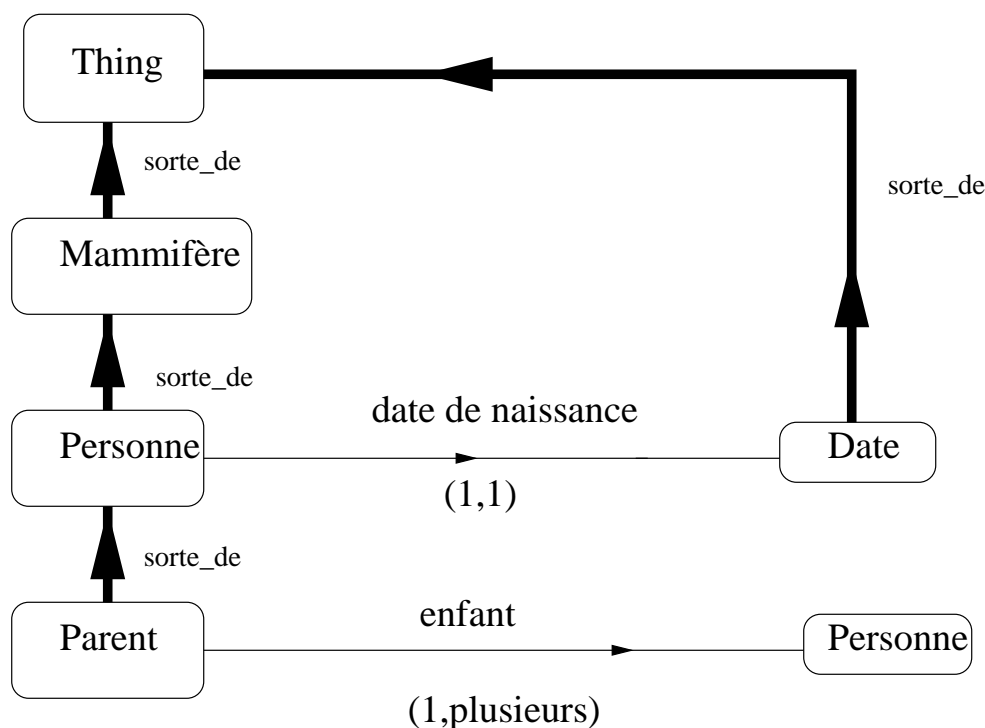 Thing
sorte_de
sorte_de
Mammifère
sorte_de
date de naissance
Personne
Date
(1,1)
sorte_de
enfant
Parent
Personne
(1,plusieurs)